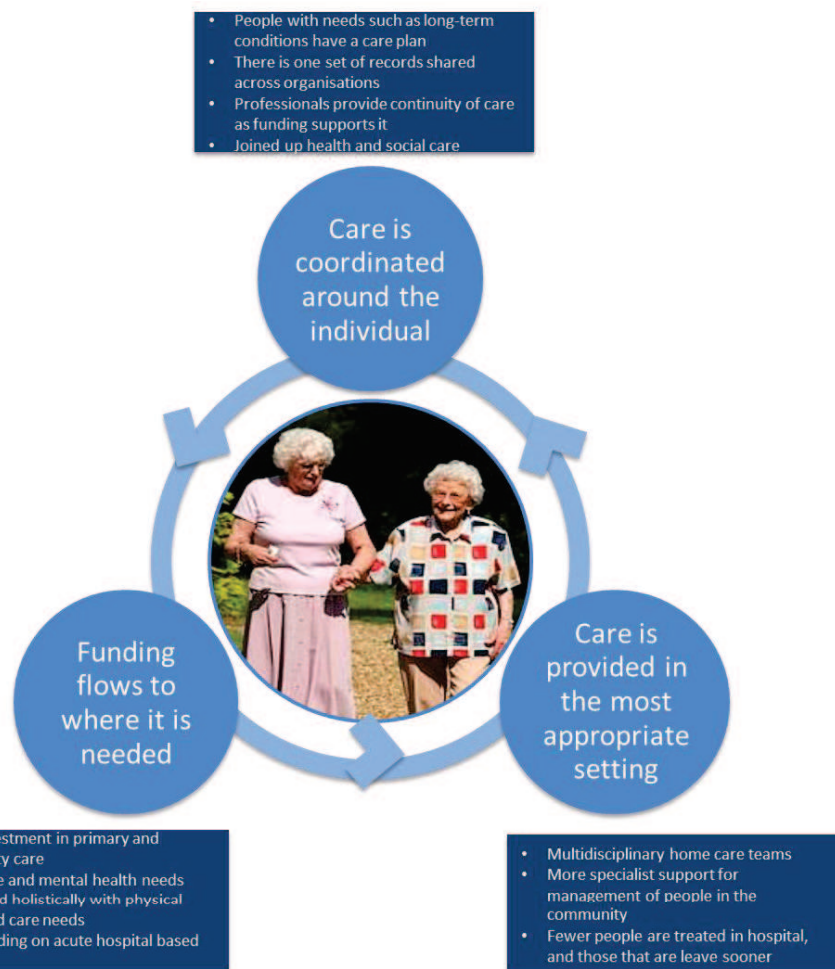 • People with needs such as long-term
conditions have a care plan
• There is one set of records shared
across organisations
• Professionals provide continuity of care
as funding supports it
• Joined up health and social care
Care is
coordinated
around the
individual
Funding
flows to
where it is
needed
Care is
provided in
the most
appropriate
setting
estment in primary and
ty care
e and mental health needs
d holistically with physical
d care needs
ding on acute hospital based
• Multidisciplinary home care teams
• More specialist support for
management of people in the
community
• Fewer people are treated in hospital,
and those that are leave sooner